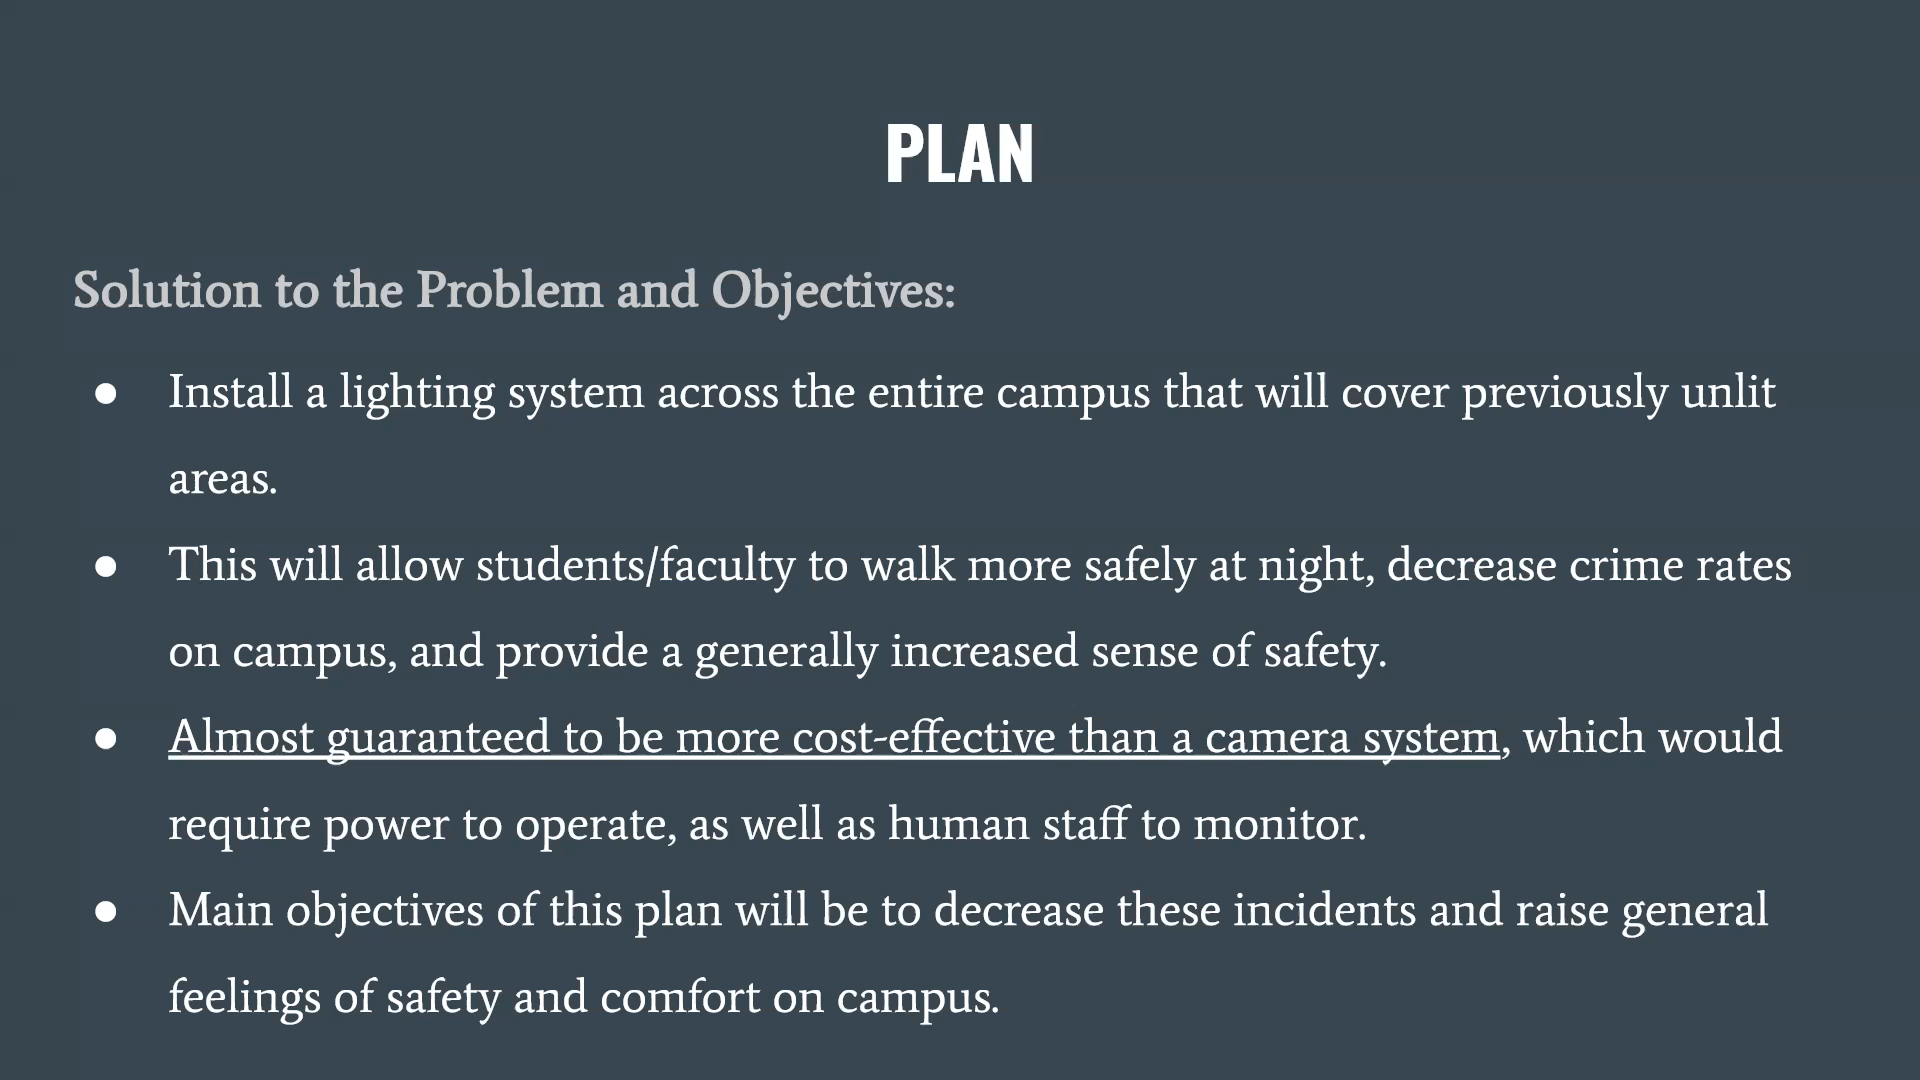 PLAN
Solution to the Problem and Objectives:
● Install a lighting system across the entire campus that will cover previously unlit
areas.
● This will allow students/faculty to walk more safely at night, decrease crime rates
on campus, and provide a generally increased sense of safety.
● Almost guaranteed to be more cost-effective than a camera system, which would
require power to operate, as well as human staff to monitor.
● Main objectives of this plan will be to decrease these incidents and raise general
feelings of safety and comfort on campus.